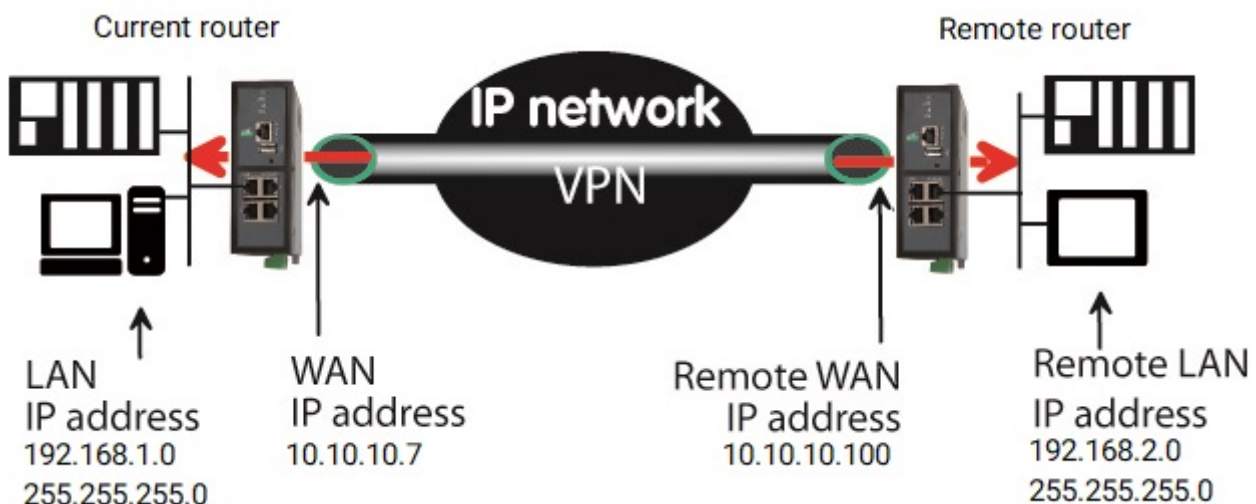 Current router
Remote router
IP network
VPN
LAN
IP address
192.168.1.0
255.255.255.0
WAN
IP address
10.10.10.7
Remote WAN
IP address
10.10.10.100
Remote LAN
IP address
192.168.2.0
255.255.255.0